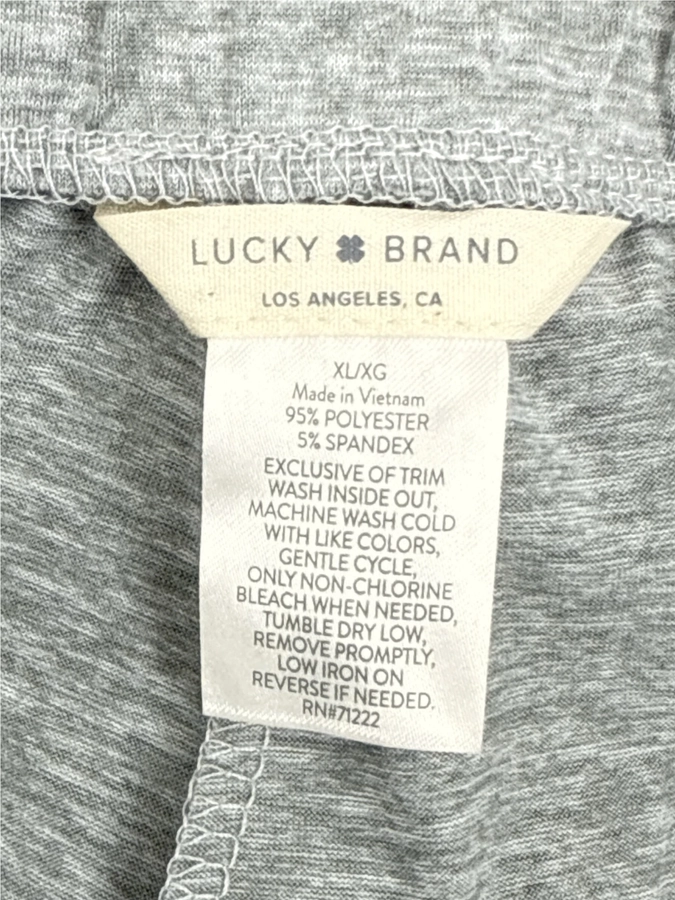 LUCKY BRAND
LOS ANGELES, CA
XL/XG
Made in Vietnam
95% POLYESTER
5% SPANDEX
EXCLUSIVE OF TRIM
WASH INSIDE OUT,
MACHINE WASH COLD
WITH LIKE COLORS,
GENTLE CYCLE,
ONLY NON-CHLORINE
BLEACH WHEN NEEDED,
TUMBLE DRY LOW,
REMOVE PROMPTLY,
LOW IRON ON
REVERSE IF NEEDED.
RN#71222